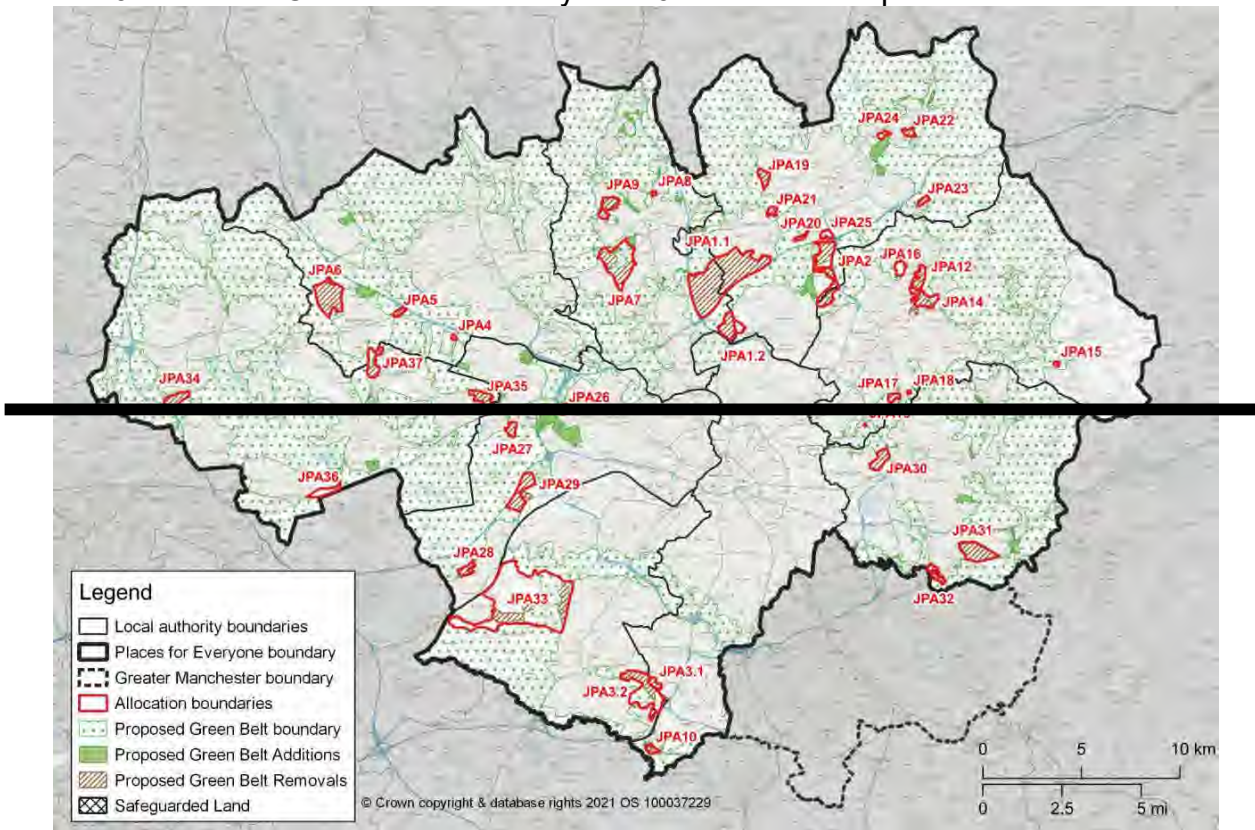 JPA24 JPA22
JPA19
JPA9 JPA8
JPA23
JPA21
JPA20 JPA25
JPA1.1
JPA2 JPA16
JPA12
JPA6
JPA7
JPA14
JPA5
JPA4
JPA1.2
JPA15
JPA37
JPA34
JPA35
JPA17 JPA18
JPA26
JPA27
JPA30
JPA36
JPA29
JPA31
JPA28
JPA33
JPA32
JPA3.1
JPA3.2
JPA10
Legend
Local authority boundaries
Places for Everyone boundary
Greater Manchester boundary
Allocation boundaries
Proposed Green Belt boundary
Proposed Green Belt Additions
Proposed Green Belt Removals
Safeguarded Land
© Crown copyright & database rights 2021 OS 100037229
0 5 10 km
0 2.5 5 mi